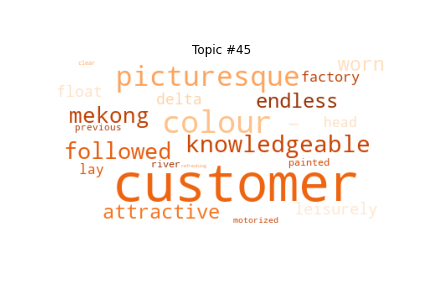 Topic #45
clear
worn
picturesque
factory
float
delta
endless
mekong
colour
~
head
previous
followed
knowledgeable
river
refreshing
painted
lay
customer
attractive
leisurely
motorized